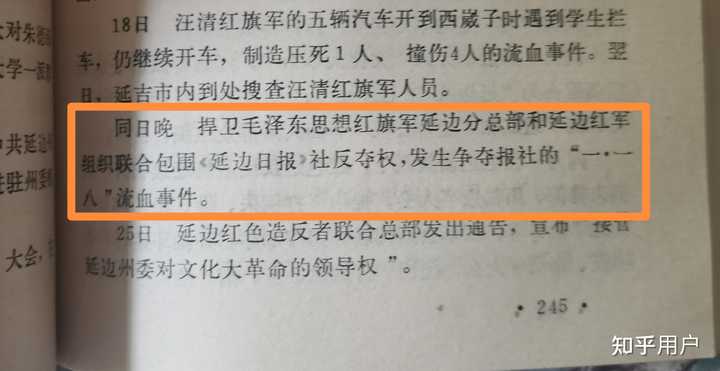 大对朱德
大学一派
中共延边
进驻州委
大会,
18日 汪清红旗军的五辆汽车开到西崴子时遇到学生拦
车,仍继续开车,制造压死1人、撞伤4人的流血事件。翌
日,延吉市内到处搜查汪清红旗军人员。
同日晚 捍卫毛泽东思想红旗军延边分总部和延边红军
组织联合包围《延边日报》社反夺权,发生争夺报社的“一·一
八”流血事件。
25日 延边红色造反者联合总部发出通告,宣布“接管
延边州委对文化大革命的领导权”。
·245·
知乎用户